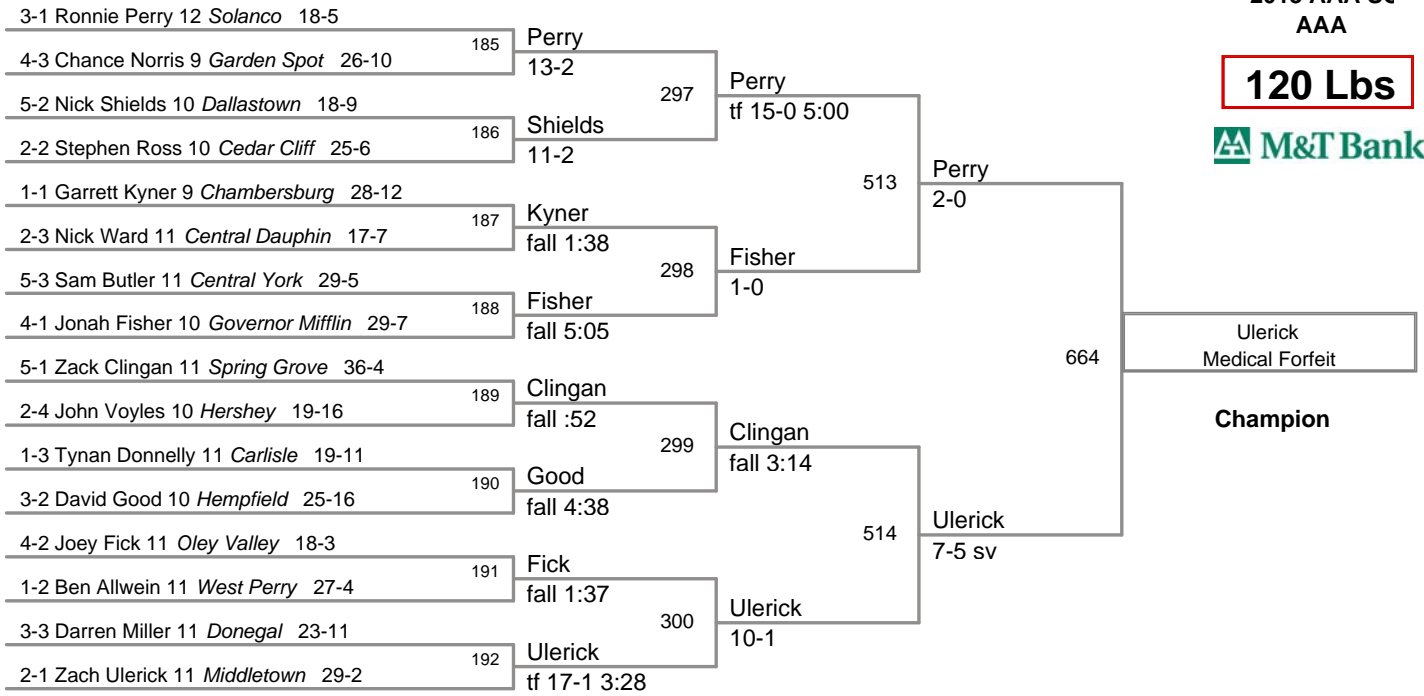 3-1 Ronnie Perry 12 Solanco 18-5
4-3 Chance Norris 9 Garden Spot 26-10
5-2 Nick Shields 10 Dallastown 18-9
2-2 Stephen Ross 10 Cedar Cliff 25-6
1-1 Garrett Kyner 9 Chambersburg 28-12
2-3 Nick Ward 11 Central Dauphin 17-7
5-3 Sam Butler 11 Central York 29-5
4-1 Jonah Fisher 10 Governor Mifflin 29-7
5-1 Zack Clingan 11 Spring Grove 36-4
2-4 John Voyles 10 Hershey 19-16
1-3 Tynan Donnelly 11 Carlisle 19-11
3-2 David Good 10 Hempfield 25-16
4-2 Joey Fick 11 Oley Valley 18-3
1-2 Ben Allwein 11 West Perry 27-4
3-3 Darren Miller 11 Donegal 23-11
2-1 Zach Ulerick 11 Middletown 29-2
185
Perry
13-2
186
Shields
11-2
187
Kyner
fall 1:38
188
Fisher
fall 5:05
189
Clingan
fall :52
190
Good
fall 4:38
191
Fick
fall 1:37
192
Ulerick
tf 17-1 3:28
297
Perry
tf 15-0 5:00
298
Fisher
1-0
299
Clingan
fall 3:14
300
Ulerick
10-1
513
Perry
2-0
514
Ulerick
7-5 sv
664
Ulerick
Medical Forfeit
Champion
AAA
120 Lbs
M&T Bank